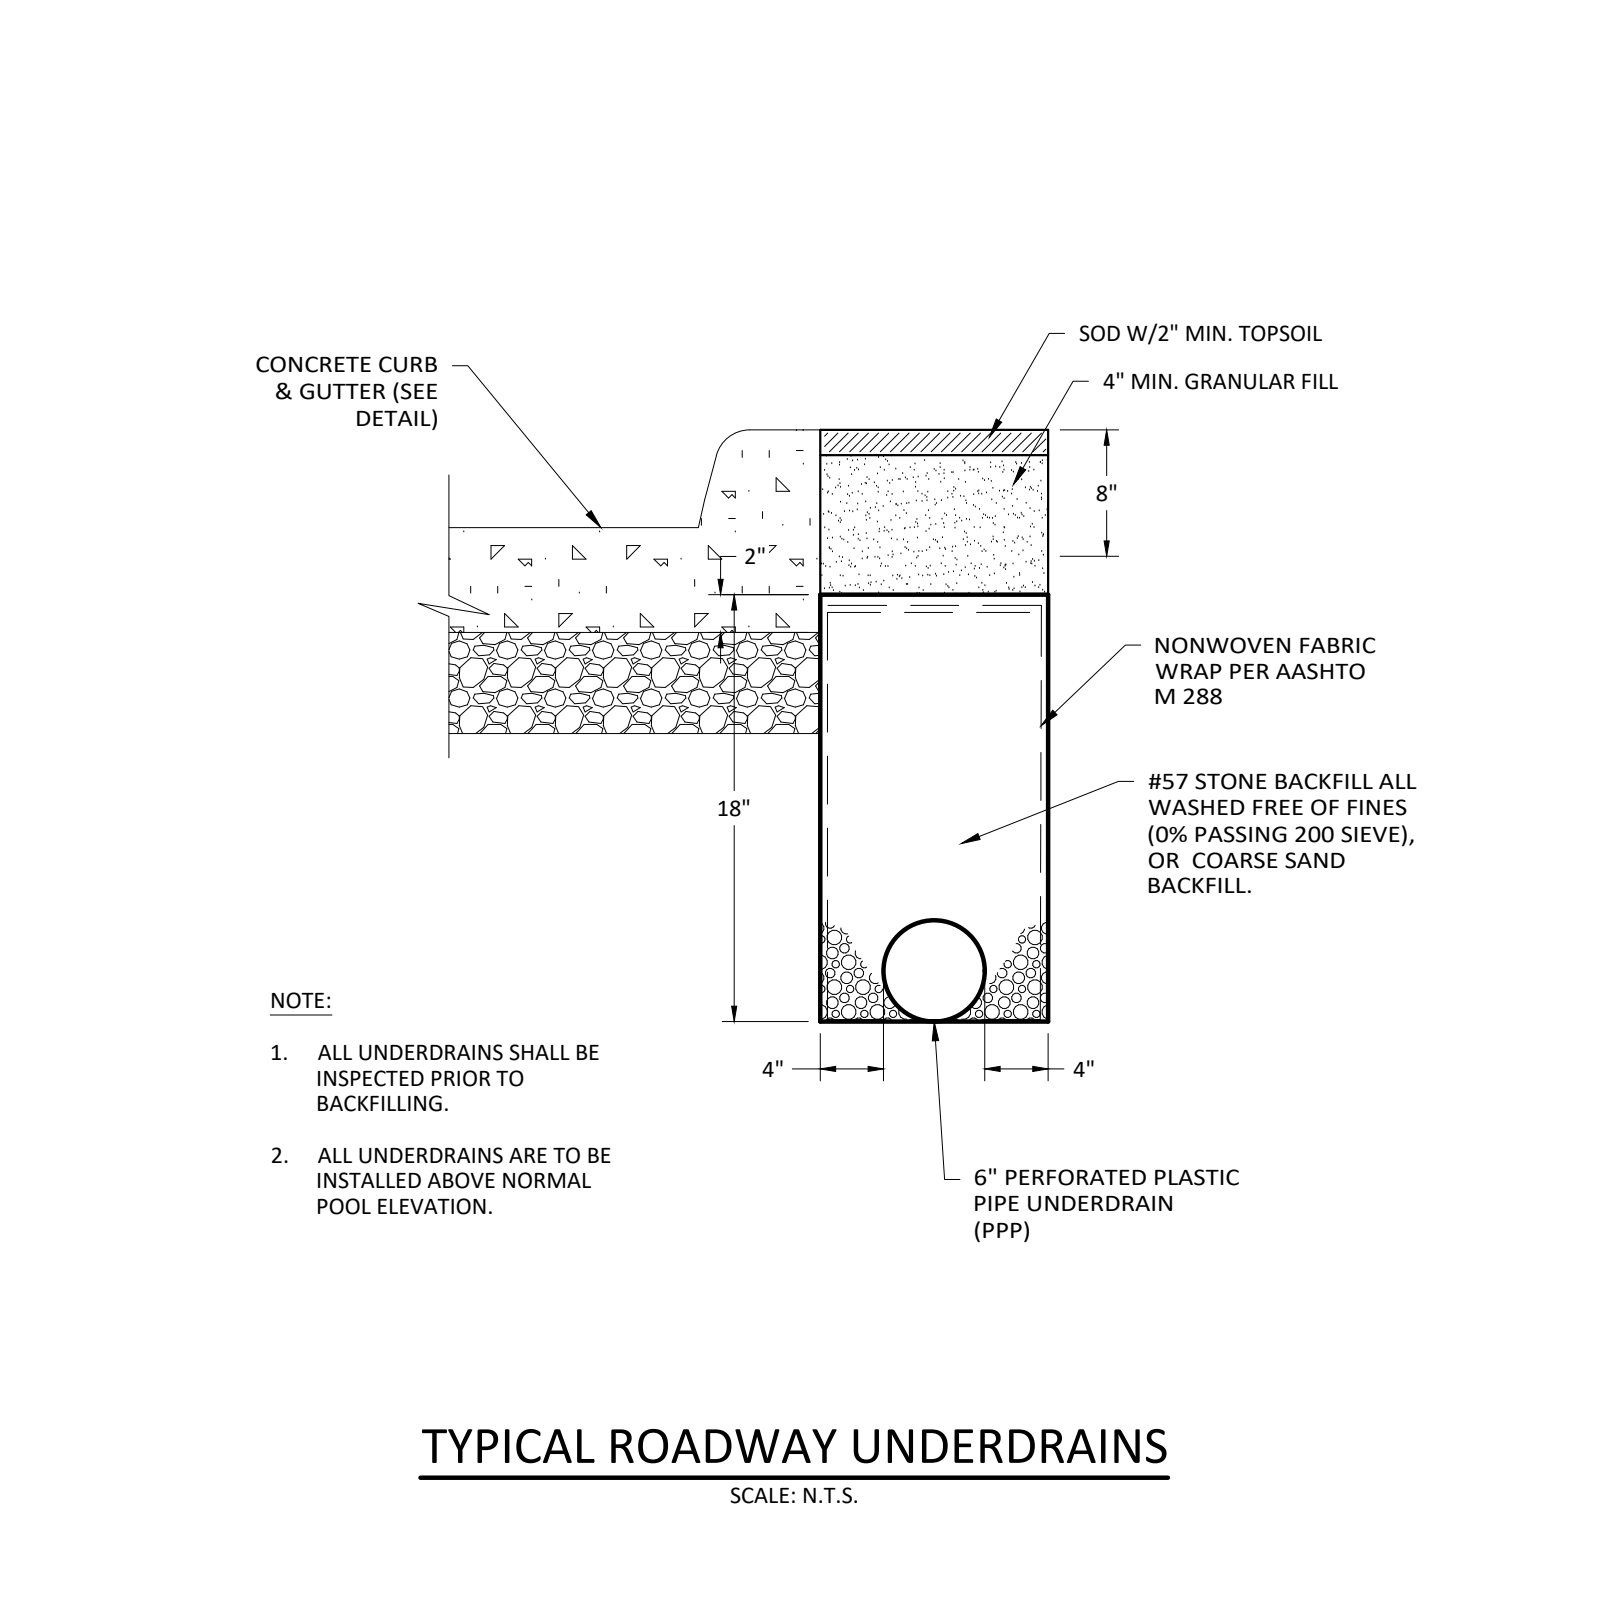 SOD W/2" MIN. TOPSOIL
CONCRETE CURB
& GUTTER (SEE
DETAIL)
4" MIN. GRANULAR FILL
8"
2"
NONWOVEN FABRIC
WRAP PER AASHTO
M 288
18"
#57 STONE BACKFILL ALL
WASHED FREE OF FINES
(0% PASSING 200 SIEVE),
OR COARSE SAND
BACKFILL.
NOTE:
1. ALL UNDERDRAINS SHALL BE
INSPECTED PRIOR TO
BACKFILLING.
2. ALL UNDERDRAINS ARE TO BE
INSTALLED ABOVE NORMAL
POOL ELEVATION.
4"
4"
6" PERFORATED PLASTIC
PIPE UNDERDRAIN
(PPP)
TYPICAL ROADWAY UNDERDRAINS
SCALE: N.T.S.